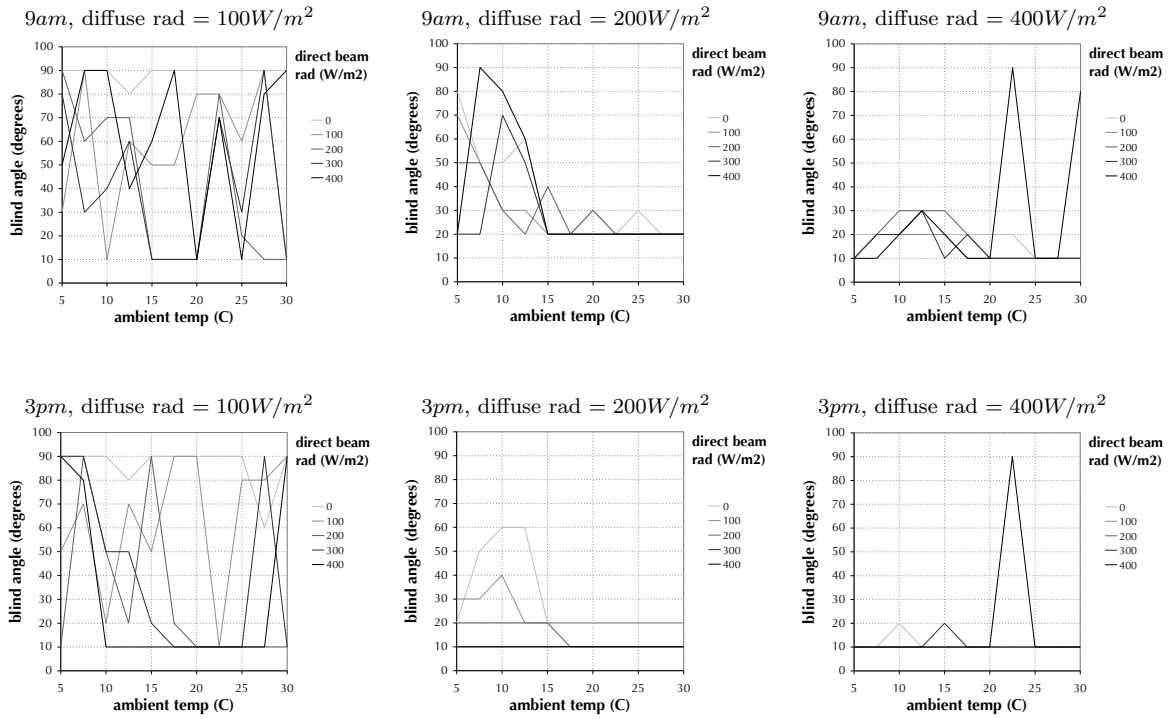 9am, diffuse rad = 100W/m²
100
90
80
70
60
50
40
30
20
10
0
5 10 15 20 25 30
blind angle (degrees)
ambient temp (C)
direct beam
rad (W/m2)
0
100
200
300
400
9am, diffuse rad = 200W/m²
100
90
80
70
60
50
40
30
20
10
0
5 10 15 20 25 30
blind angle (degrees)
ambient temp (C)
direct beam
rad (W/m2)
0
100
200
300
400
9am, diffuse rad = 400W/m²
100
90
80
70
60
50
40
30
20
10
0
5 10 15 20 25 30
blind angle (degrees)
ambient temp (C)
direct beam
rad (W/m2)
0
100
200
300
400
3pm, diffuse rad = 100W/m²
100
90
80
70
60
50
40
30
20
10
0
5 10 15 20 25 30
blind angle (degrees)
ambient temp (C)
direct beam
rad (W/m2)
0
100
200
300
400
3pm, diffuse rad = 200W/m²
100
90
80
70
60
50
40
30
20
10
0
5 10 15 20 25 30
blind angle (degrees)
ambient temp (C)
direct beam
rad (W/m2)
0
100
200
300
400
3pm, diffuse rad = 400W/m²
100
90
80
70
60
50
40
30
20
10
0
5 10 15 20 25 30
blind angle (degrees)
ambient temp (C)
direct beam
rad (W/m2)
0
100
200
300
400